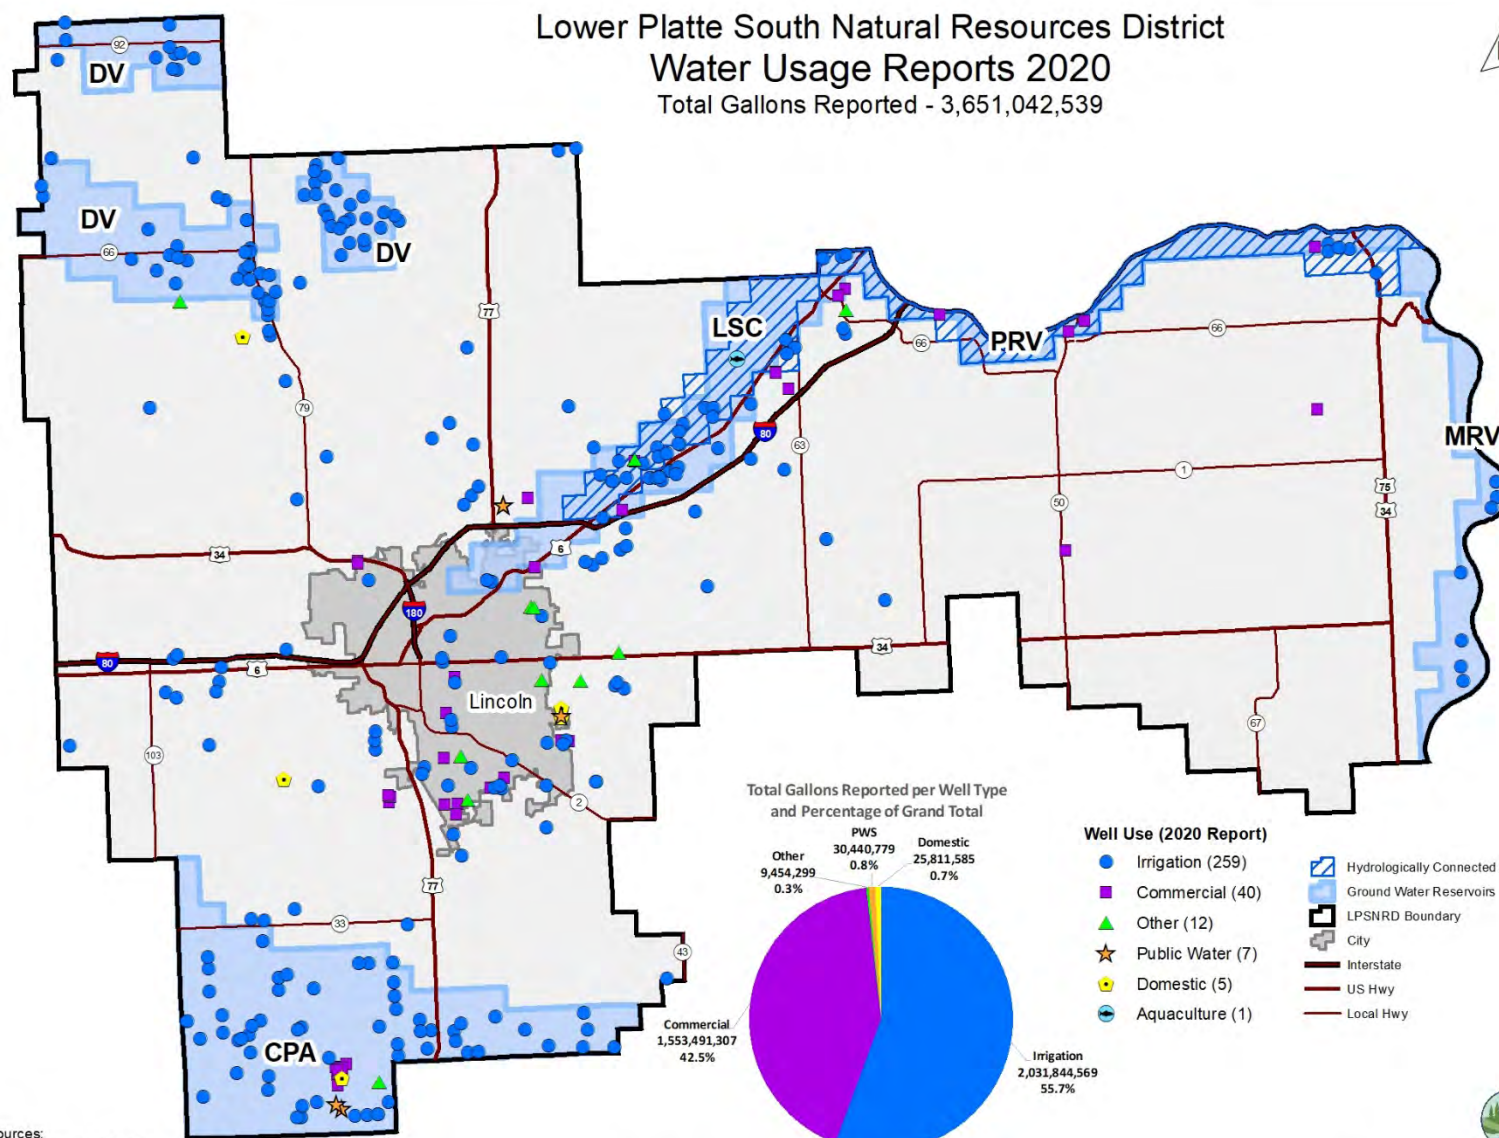 Lower Platte South Natural Resources District
Water Usage Reports 2020
Total Gallons Reported - 3,651,042,539
92
DV
DV
DV
66
77
LSC
PRV
66
66
79
80
63
MRV
1
50
75
34
34
6
180
80
6
34
Lincoln
103
67
2
77
33
43
CPA
Total Gallons Reported per Well Type
and Percentage of Grand Total
PWS
30,440,779
0.8%
Domestic
25,811,585
0.7%
Other
9,454,299
0.3%
Commercial
1,553,491,307
42.5%
Irrigation
2,031,844,569
55.7%
Well Use (2020 Report)
Irrigation (259)
Commercial (40)
Other (12)
Public Water (7)
Domestic (5)
Aquaculture (1)
Hydrologically Connected
Ground Water Reservoirs
LPSNRD Boundary
City
Interstate
US Hwy
Local Hwy